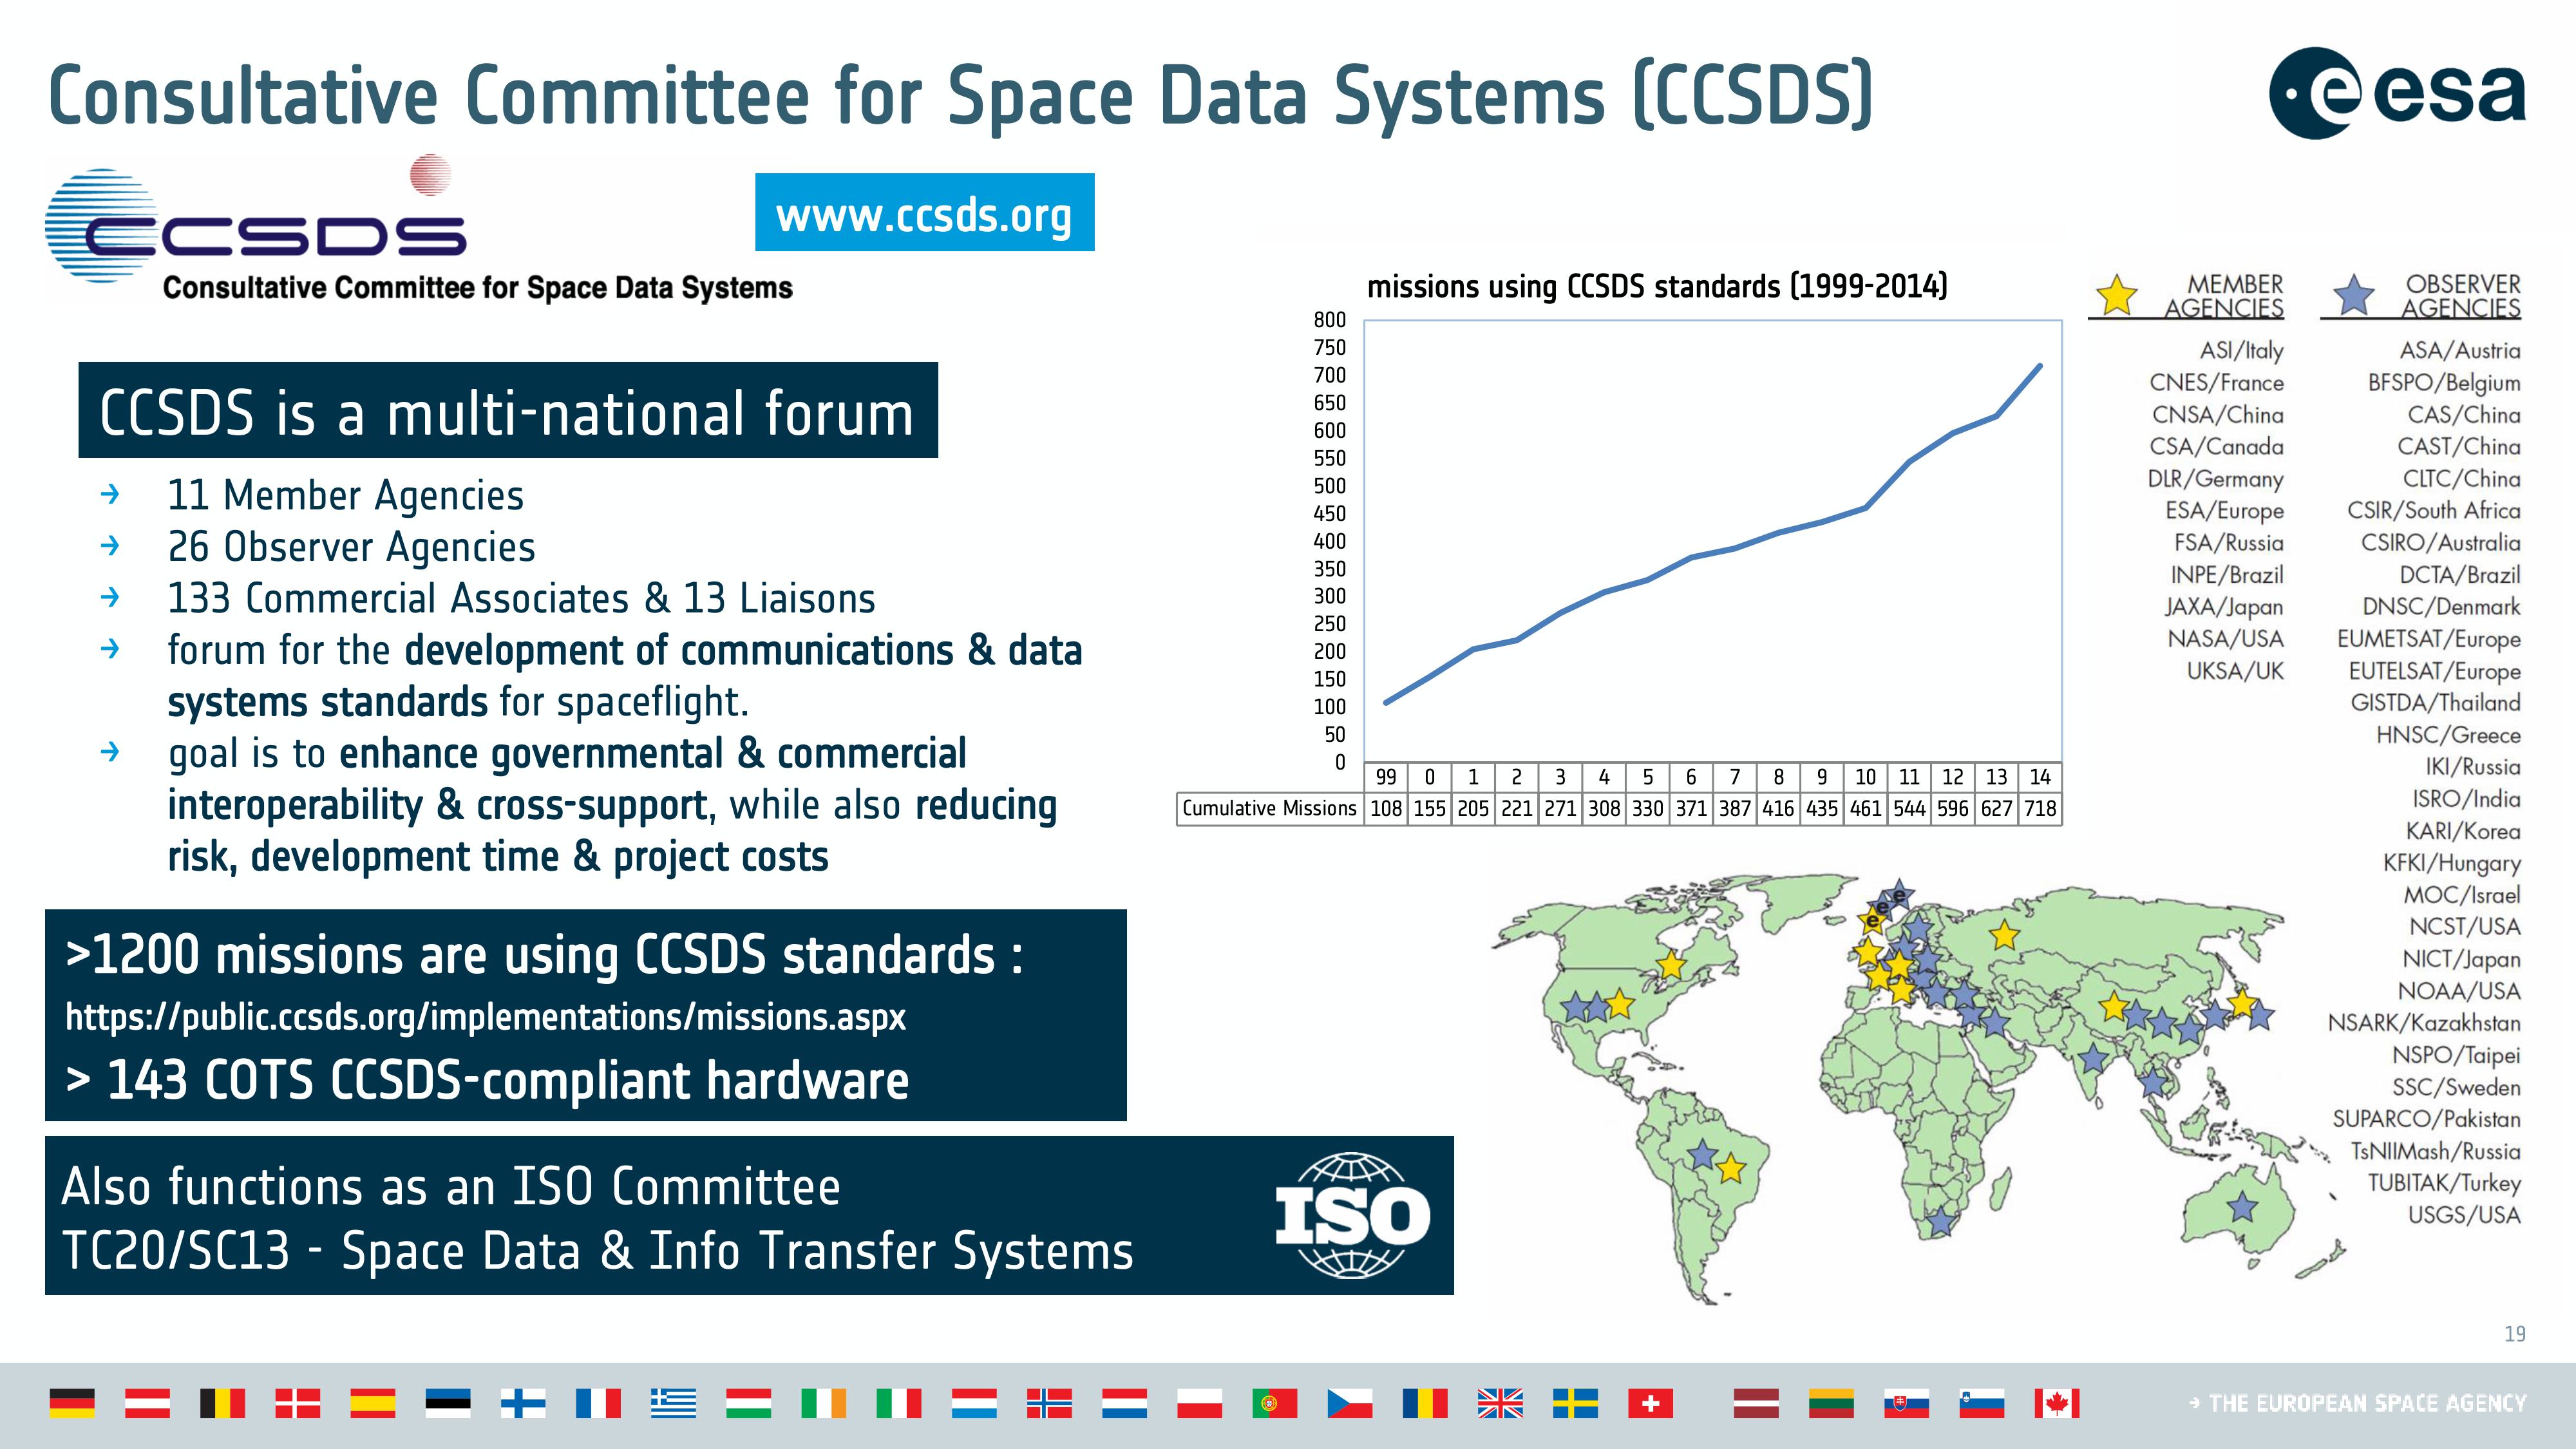 Consultative Committee for Space Data Systems (CCSDS)
esa
CCSDS
Consultative Committee for Space Data Systems
www.ccsds.org
CCSDS is a multi-national forum
→ 11 Member Agencies
→ 26 Observer Agencies
→ 133 Commercial Associates & 13 Liaisons
→ forum for the development of communications & data
systems standards for spaceflight.
→ goal is to enhance governmental & commercial
interoperability & cross-support, while also reducing
risk, development time & project costs
>1200 missions are using CCSDS standards :
https://public.ccsds.org/implementations/missions.aspx
> 143 COTS CCSDS-compliant hardware
Also functions as an ISO Committee
TC20/SC13 - Space Data & Info Transfer Systems
ISO
missions using CCSDS standards (1999-2014)
800
750
700
650
600
550
500
450
400
350
300
250
200
150
100
50
0
99 0 1 2 3 4 5 6 7 8 9 10 11 12 13 14
Cumulative Missions 108 155 205 221 271 308 330 371 387 416 435 461 544 596 627 718
MEMBER
AGENCIES
ASI/Italy
CNES/France
CNSA/China
CSA/Canada
DLR/Germany
ESA/Europe
FSA/Russia
INPE/Brazil
JAXA/Japan
NASA/USA
UKSA/UK
OBSERVER
AGENCIES
ASA/Austria
BFSPO/Belgium
CAS/China
CAST/China
CLTC/China
CSIR/South Africa
CSIRO/Australia
DCTA/Brazil
DNSC/Denmark
EUMETSAT/Europe
EUTELSAT/Europe
GISTDA/Thailand
HNSC/Greece
IKI/Russia
ISRO/India
KARI/Korea
KFKI/Hungary
MOC/Israel
NCST/USA
NICT/Japan
NOAA/USA
NSARK/Kazakhstan
NSPO/Taipei
SSC/Sweden
SUPARCO/Pakistan
TsNIIMash/Russia
TUBITAK/Turkey
USGS/USA
e
e
e
19
→ THE EUROPEAN SPACE AGENCY